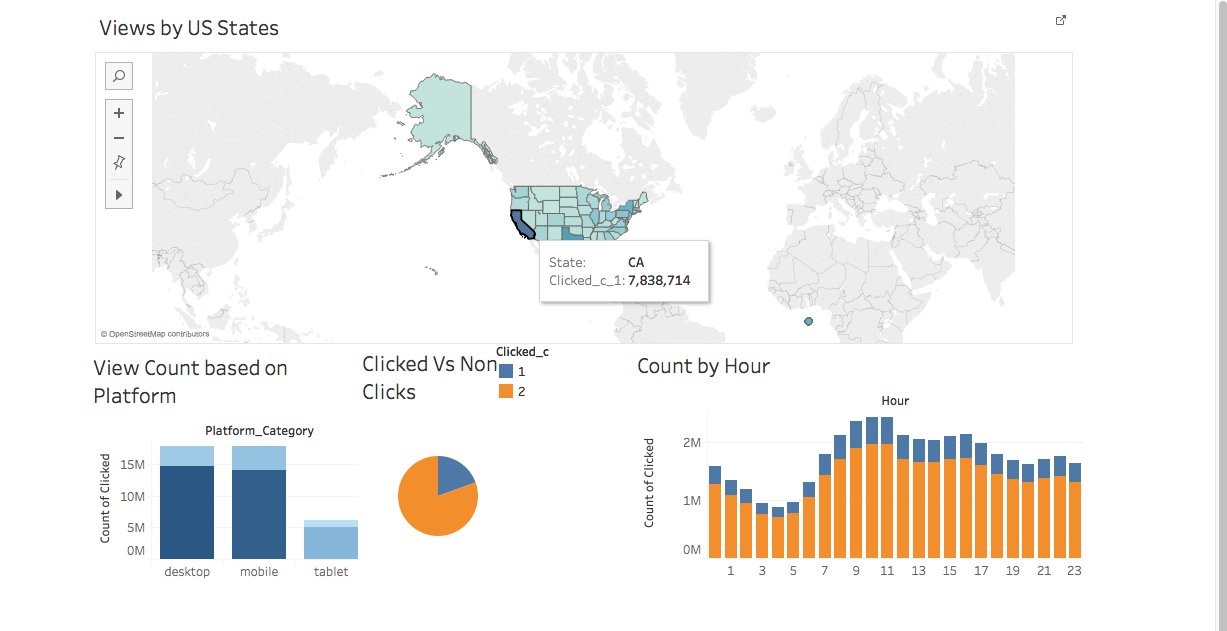 Views by US States
State: CA
Clicked_c_1: 7,838,714
© OpenStreetMap contributors
View Count based on
Platform
Platform_Category
Count of Clicked
15M
10M
5M
0M
desktop mobile tablet
Clicked Vs Non
Clicks
Clicked_c
1
2
Count by Hour
Hour
Count of Clicked
2M
1M
0M
1 3 5 7 9 11 13 15 17 19 21 23